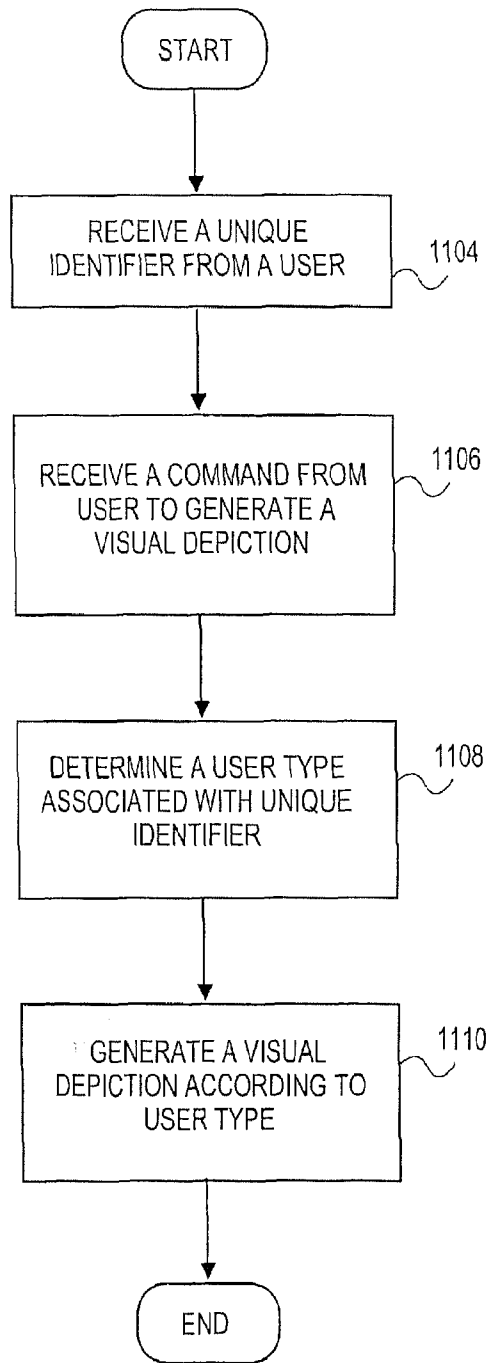 START
RECEIVE A UNIQUE
IDENTIFIER FROM A USER
1104
RECEIVE A COMMAND FROM
USER TO GENERATE A
VISUAL DEPICTION
1106
DETERMINE A USER TYPE
ASSOCIATED WITH UNIQUE
IDENTIFIER
1108
GENERATE A VISUAL
DEPICTION ACCORDING TO
USER TYPE
1110
END